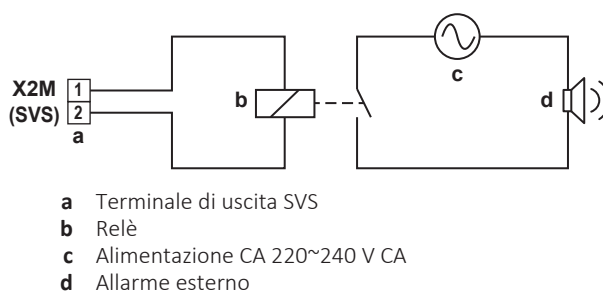 X2M
(SVS)
1
2
a
b
c
d
a Terminale di uscita SVS
b Relè
c Alimentazione CA 220~240 V CA
d Allarme esterno